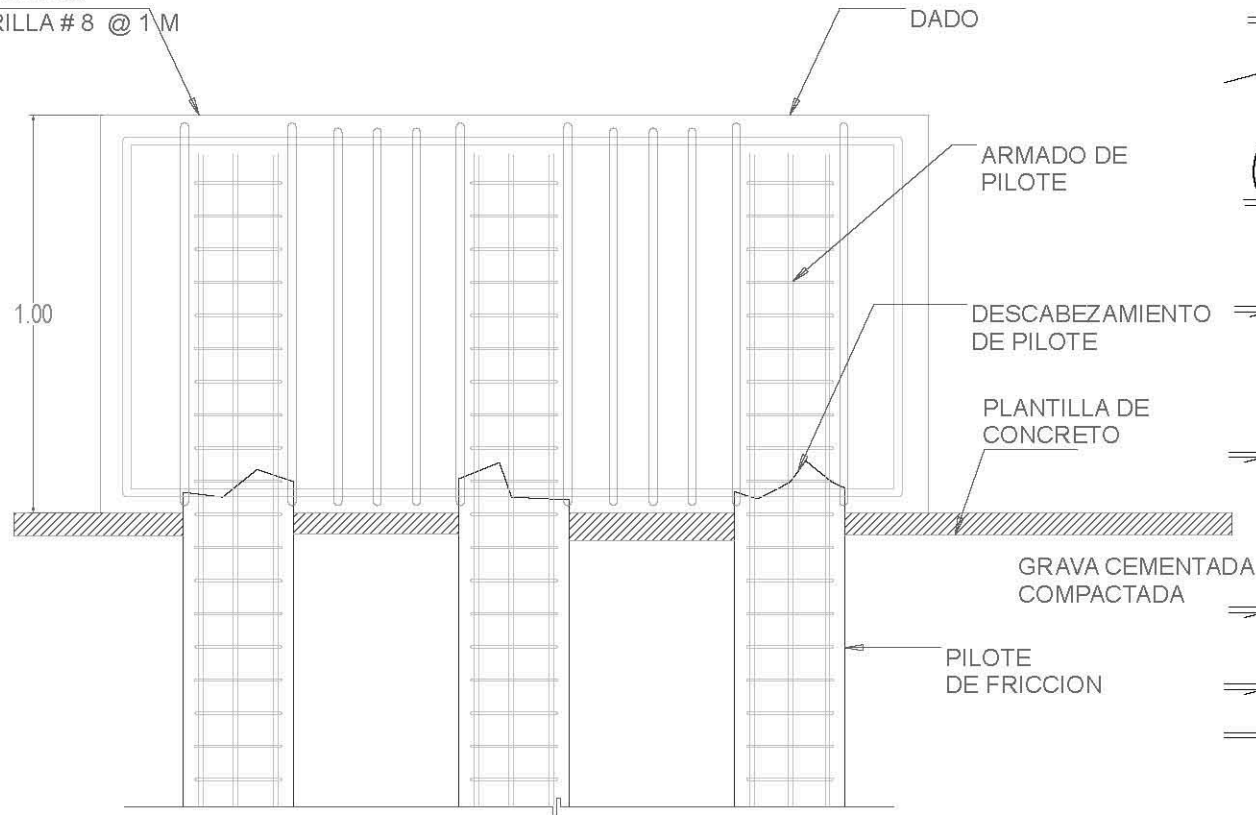 # 8 @ 1 M
DADO
ARMADO DE
PILOTE
1.00
DESCABEZAMIENTO
DE PILOTE
PLANTILLA DE
CONCRETO
GRAVA CEMENTADA
COMPACTADA
PILOTE
DE FRICCION